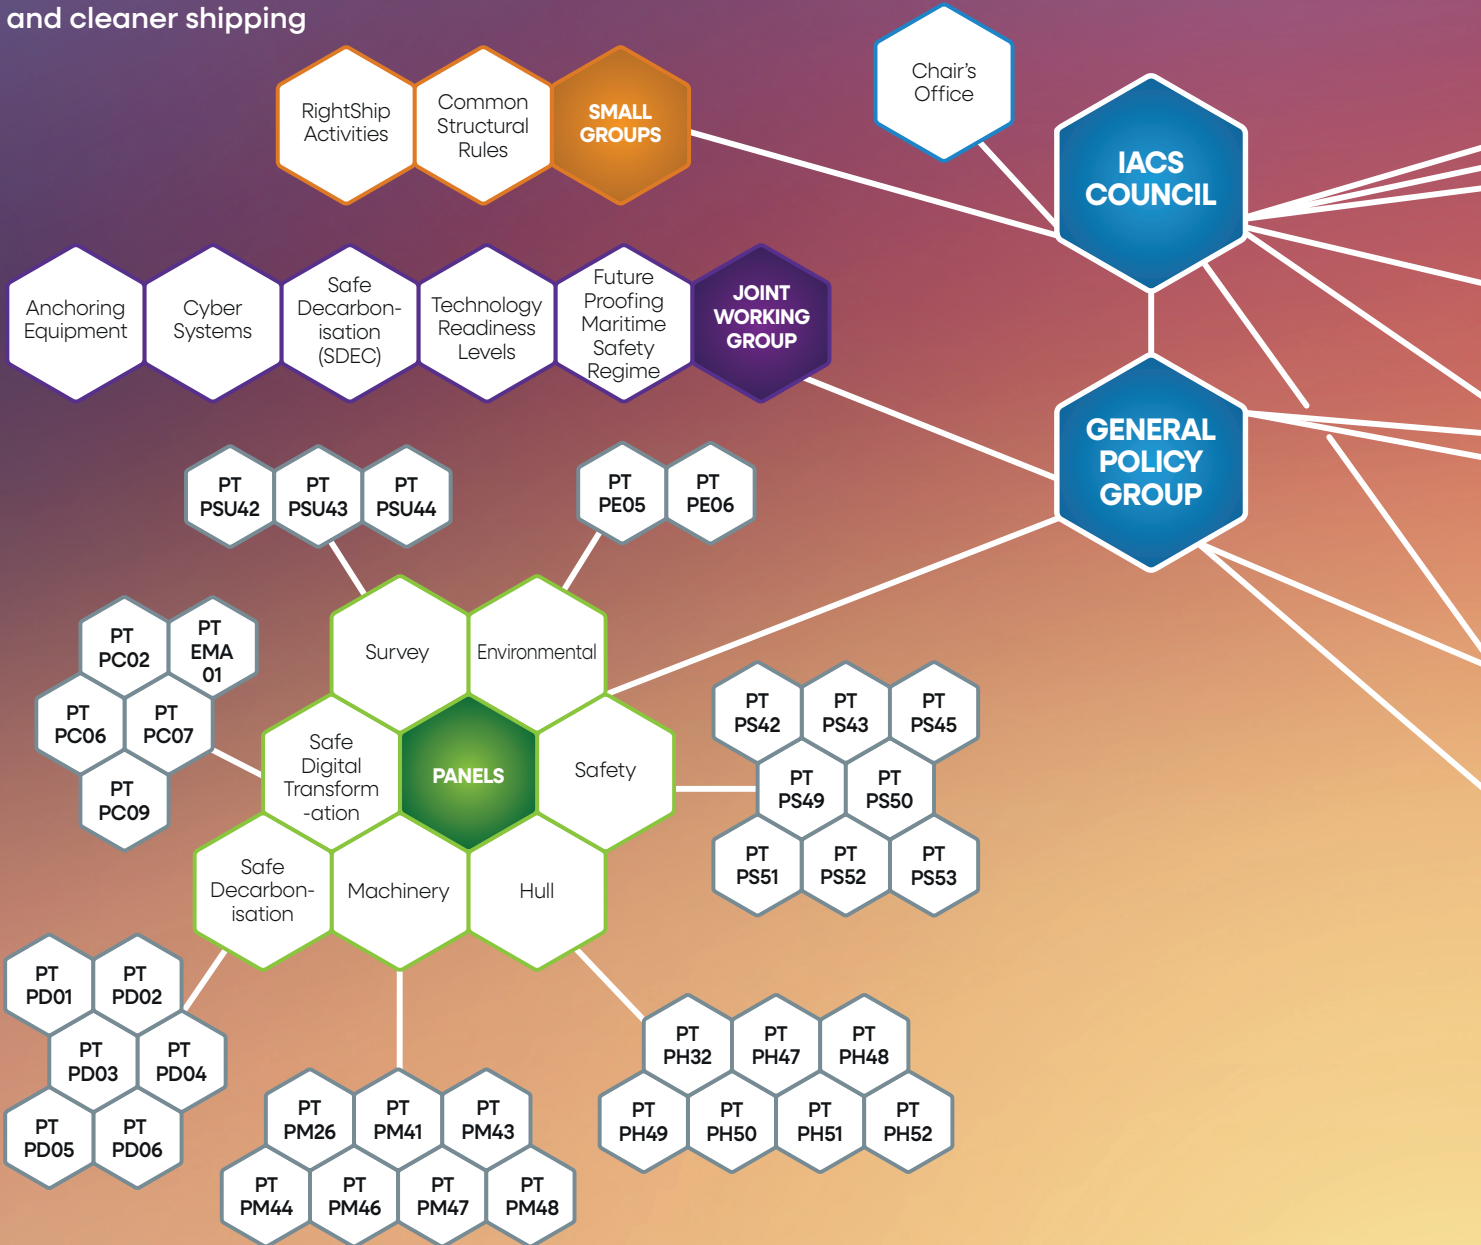 and cleaner shipping
Chair's
Office
RightShip
Activities
Common
Structural
Rules
SMALL
GROUPS
IACS
COUNCIL
Anchoring
Equipment
Cyber
Systems
Safe
Decarbon-
isation
(SDEC)
Technology
Readiness
Levels
Future
Proofing
Maritime
Safety
Regime
JOINT
WORKING
GROUP
GENERAL
POLICY
GROUP
PT
PSU42
PT
PSU43
PT
PSU44
PT
PE05
PT
PE06
Survey
Environmental
PT
PC02
PT
EMA
01
PT
PC06
PT
PC07
PT
PC09
Safe
Digital
Transform
-ation
PANELS
Safety
PT
PS42
PT
PS43
PT
PS45
PT
PS49
PT
PS50
PT
PS51
PT
PS52
PT
PS53
Safe
Decarbon-
isation
Machinery
Hull
PT
PD01
PT
PD02
PT
PD03
PT
PD04
PT
PD05
PT
PD06
PT
PM26
PT
PM41
PT
PM43
PT
PM44
PT
PM46
PT
PM47
PT
PM48
PT
PH32
PT
PH47
PT
PH48
PT
PH49
PT
PH50
PT
PH51
PT
PH52